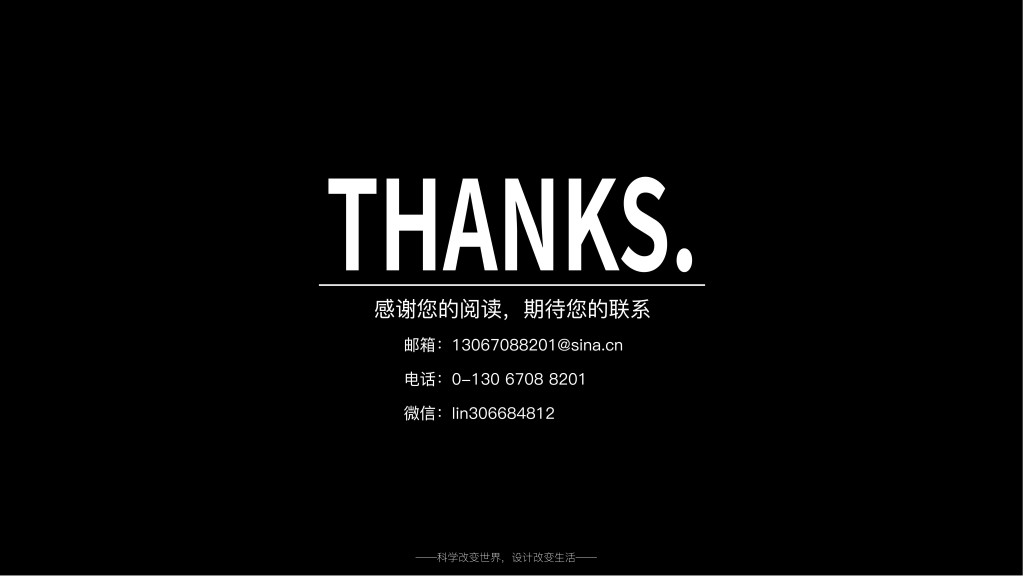 THANKS.
感谢您的阅读，期待您的联系
邮箱：13067088201@sina.cn
电话：0-130 6708 8201
微信：lin306684812
——科学改变世界，设计改变生活——